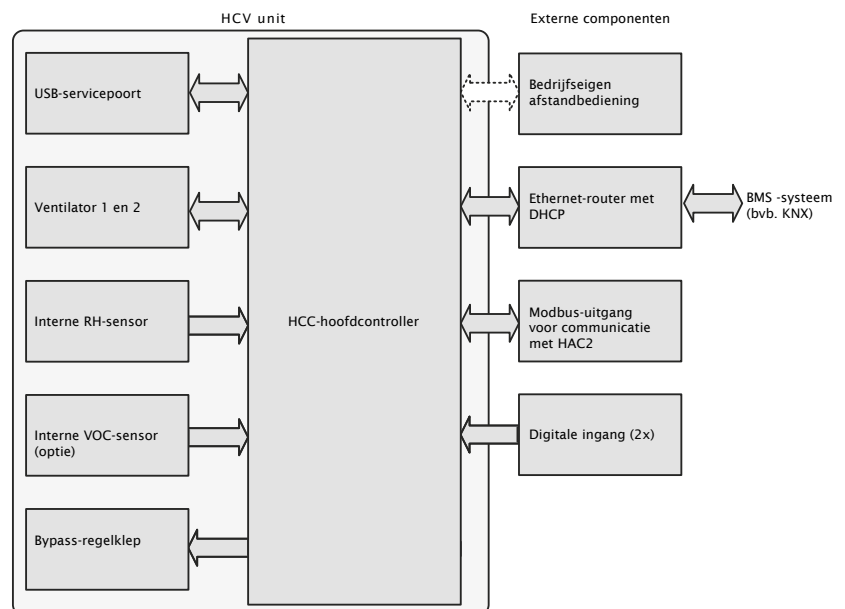 HCV unit
Externe componenten
USB-servicepoort
Bedrijfseigen
afstandbediening
Ventilator 1 en 2
Ethernet-router met
DHCP
BMS -systeem
(bvb. KNX)
Interne RH-sensor
HCC-hoofdcontroller
Modbus-uitgang
voor communicatie
met HAC2
Interne VOC-sensor
(optie)
Digitale ingang (2x)
Bypass-regelklep